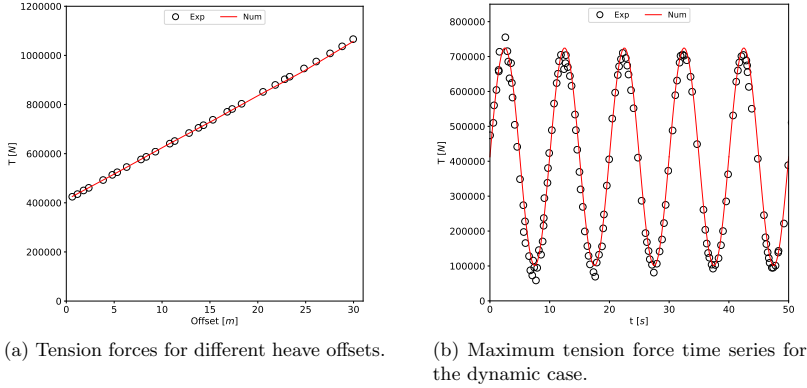 Exp Num
1200000
1000000
800000
600000
400000
200000
0
T [N]
0 5 10 15 20 25 30
Offset [m]
(a) Tension forces for different heave offsets.
Exp Num
800000
700000
600000
500000
400000
300000
200000
100000
0
T [N]
0 10 20 30 40 50
t [s]
(b) Maximum tension force time series for
the dynamic case.